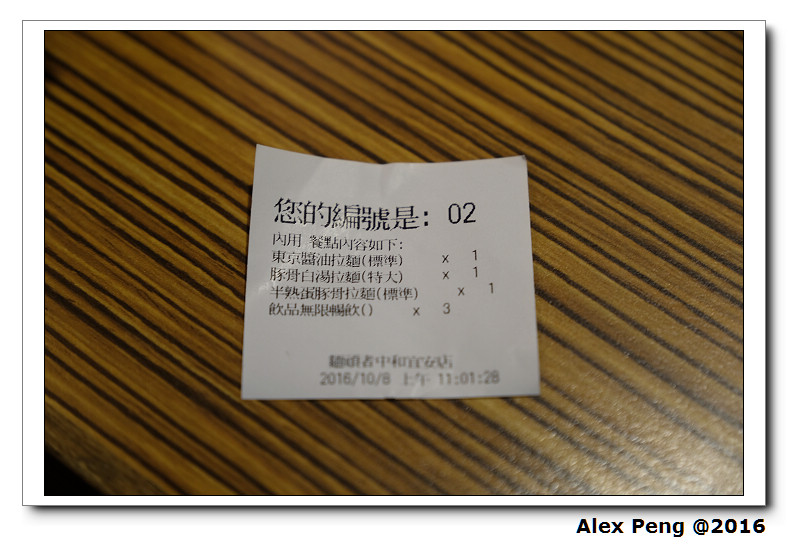 您的編號是: 02
內用 餐點內容如下:
東京醬油拉麵(標準) x 1
豚骨白湯拉麵(特大) x 1
半熟蛋豚骨拉麵(標準) x 1
飲品無限暢飲() x 3
中和宜安店
2016/10/8 上午 11:01:28
Alex Peng @2016